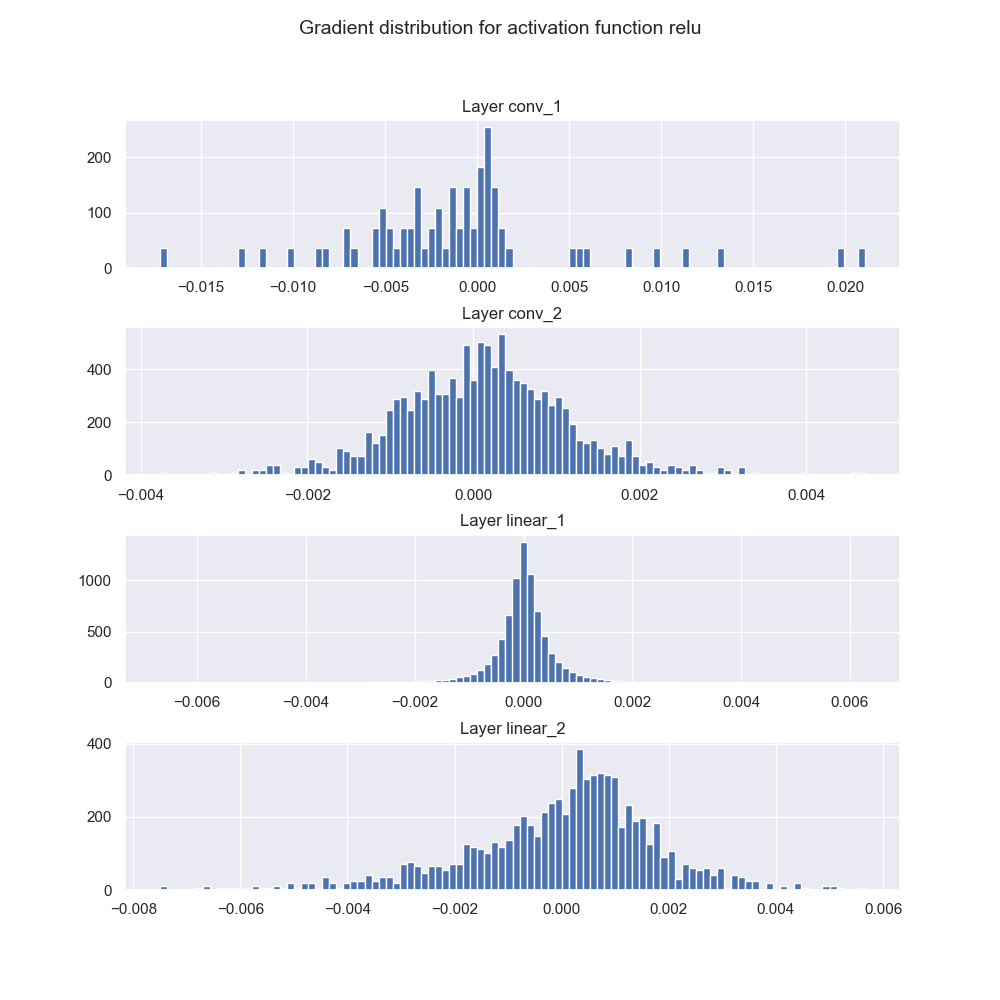 Gradient distribution for activation function relu
Layer conv_1
200
100
0
−0.015 −0.010 −0.005 0.000 0.005 0.010 0.015 0.020
Layer conv_2
400
200
0
−0.004 −0.002 0.000 0.002 0.004
Layer linear_1
1000
500
0
−0.006 −0.004 −0.002 0.000 0.002 0.004 0.006
Layer linear_2
400
200
0
−0.008 −0.006 −0.004 −0.002 0.000 0.002 0.004 0.006